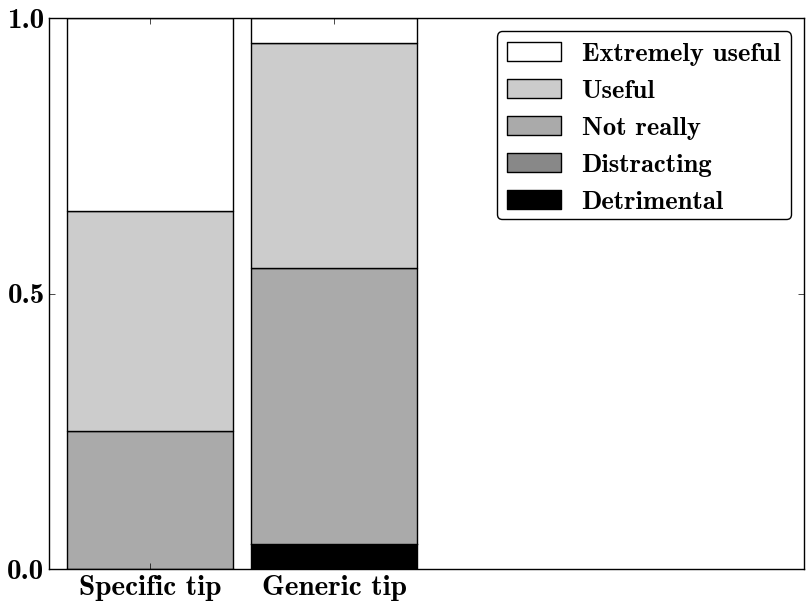 1.0
0.5
0.0
Specific tip
Generic tip
Extremely useful
Useful
Not really
Distracting
Detrimental